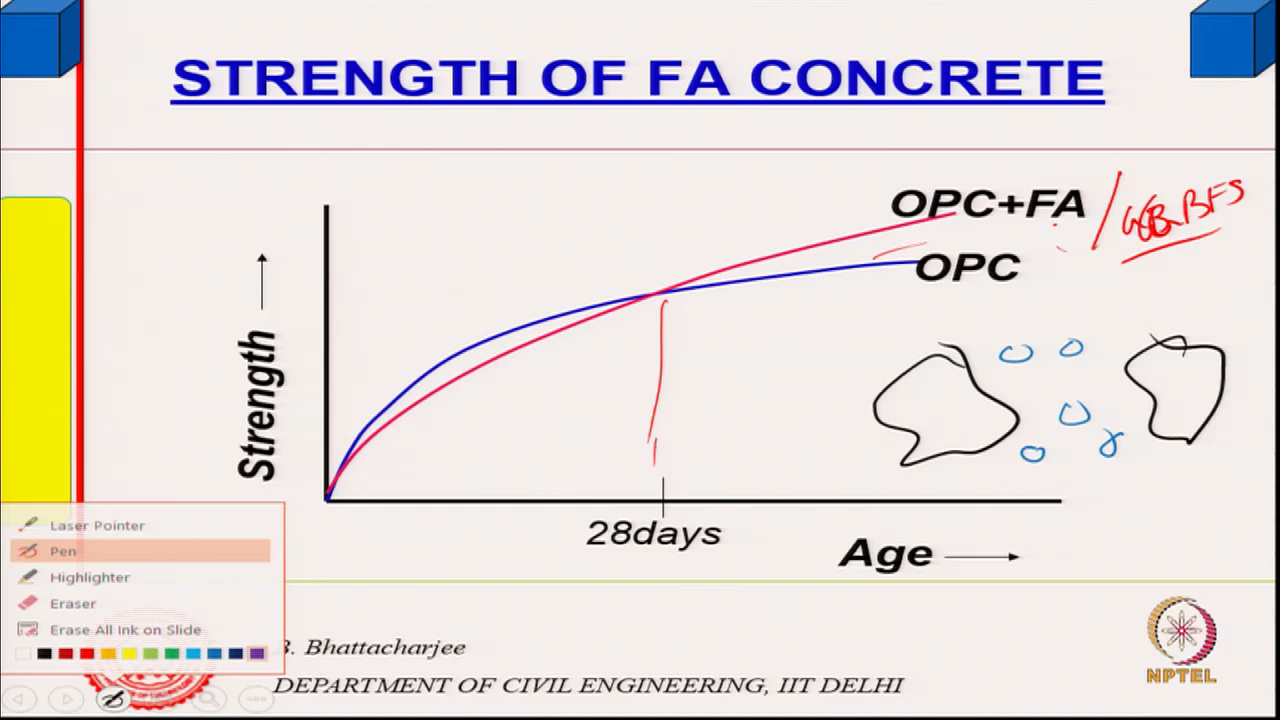 STRENGTH OF FA CONCRETE
OPC+FA / GGBFS
OPC
Strength
28days
Age
Laser Pointer
Pen
Highlighter
Eraser
Erase All Ink on Slide
B. Bhattacharjee
DEPARTMENT OF CIVIL ENGINEERING, IIT DELHI
NPTEL